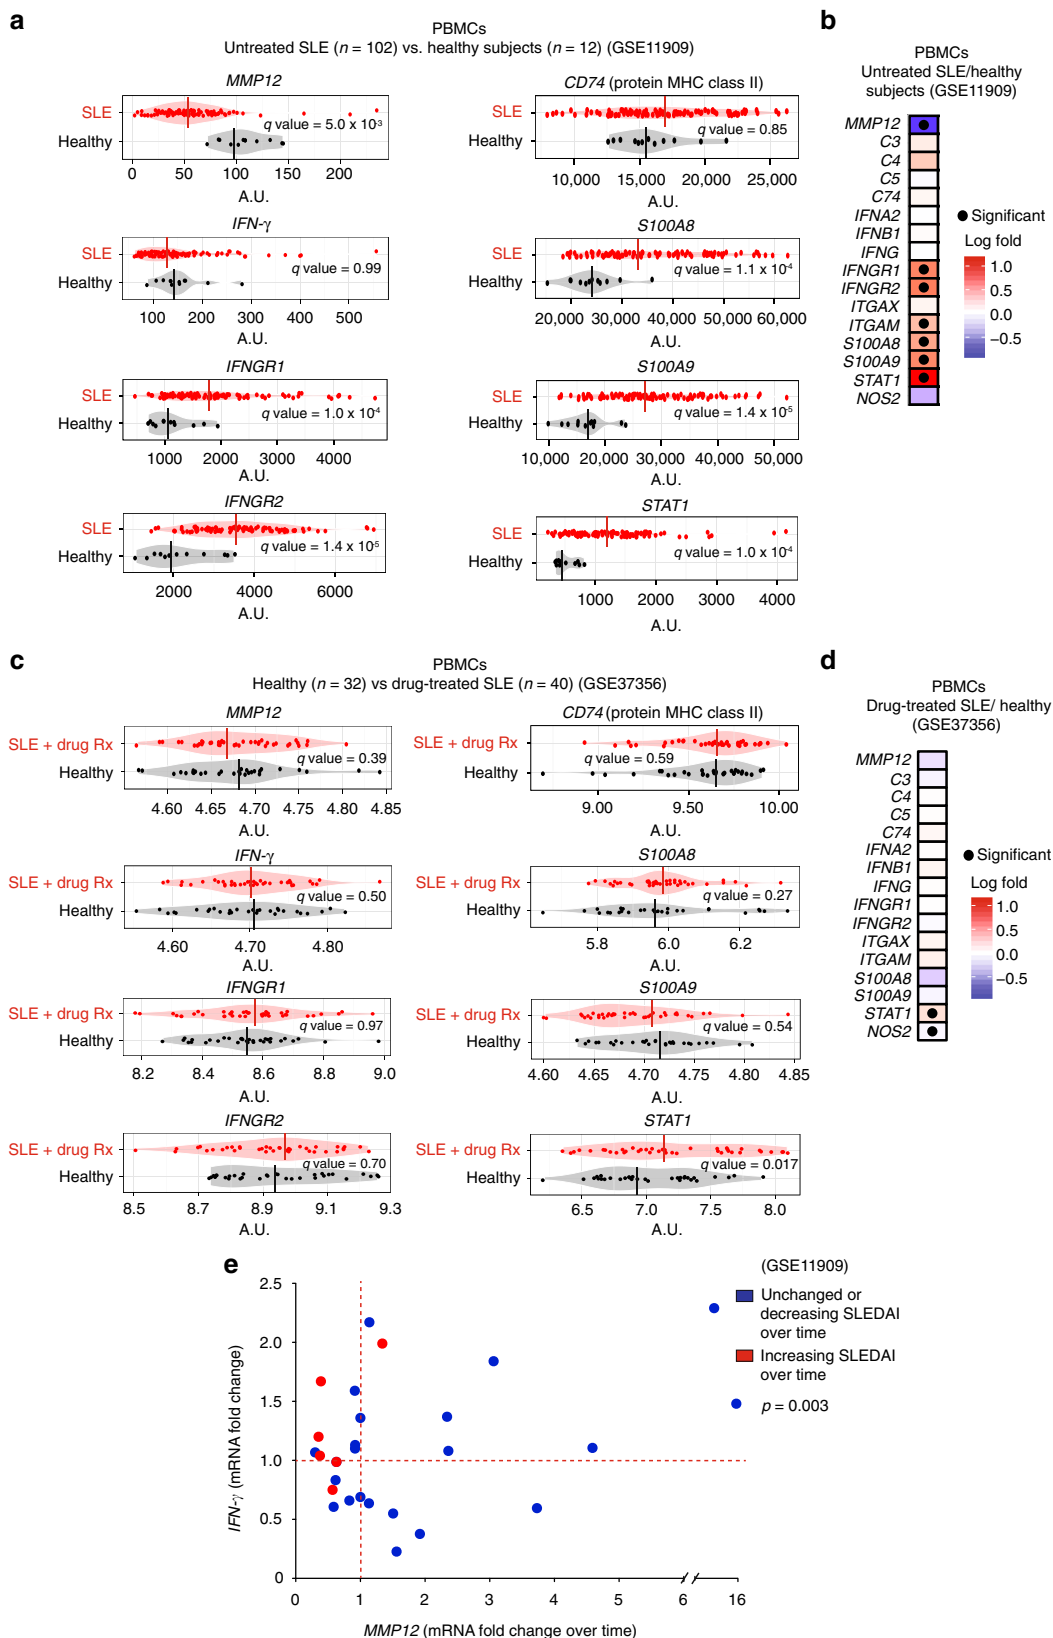 a
PBMCs
Untreated SLE (n = 102) vs. healthy subjects (n = 12) (GSE11909)
MMP12
SLE
Healthy
q value = 5.0 x 10-3
0 50 100 150 200
A.U.
CD74 (protein MHC class II)
SLE
Healthy
q value = 0.85
10,000 15,000 20,000 25,000
A.U.
IFN-γ
SLE
Healthy
q value = 0.99
100 200 300 400 500
A.U.
S100A8
SLE
Healthy
q value = 1.1 x 10-4
20,000 30,000 40,000 50,000 60,000
A.U.
IFNGR1
SLE
Healthy
q value = 1.0 x 10-4
1000 2000 3000 4000
A.U.
S100A9
SLE
Healthy
q value = 1.4 x 10-5
10,000 20,000 30,000 40,000 50,000
A.U.
IFNGR2
SLE
Healthy
q value = 1.4 x 10-5
2000 4000 6000
A.U.
STAT1
SLE
Healthy
q value = 1.0 x 10-4
1000 2000 3000 4000
A.U.
b
PBMCs
Untreated SLE/healthy
subjects (GSE11909)
MMP12
C3
C4
C5
C74
IFNA2
IFNB1
IFNG
IFNGR1
IFNGR2
ITGAX
ITGAM
S100A8
S100A9
STAT1
NOS2
Significant
Log fold
1.0
0.5
0.0
−0.5
c
PBMCs
Healthy (n = 32) vs drug-treated SLE (n = 40) (GSE37356)
MMP12
SLE + drug Rx
Healthy
q value = 0.39
4.60 4.65 4.70 4.75 4.80 4.85
A.U.
CD74 (protein MHC class II)
SLE + drug Rx
Healthy
q value = 0.59
9.00 9.50 10.00
A.U.
IFN-γ
SLE + drug Rx
Healthy
q value = 0.50
4.60 4.70 4.80
A.U.
S100A8
SLE + drug Rx
Healthy
q value = 0.27
5.8 6.0 6.2
A.U.
IFNGR1
SLE + drug Rx
Healthy
q value = 0.97
8.2 8.4 8.6 8.8 9.0
A.U.
S100A9
SLE + drug Rx
Healthy
q value = 0.54
4.60 4.65 4.70 4.75 4.80 4.85
A.U.
IFNGR2
SLE + drug Rx
Healthy
q value = 0.70
8.5 8.7 8.9 9.1 9.3
A.U.
STAT1
SLE + drug Rx
Healthy
q value = 0.017
6.5 7.0 7.5 8.0
A.U.
d
PBMCs
Drug-treated SLE/ healthy
(GSE37356)
MMP12
C3
C4
C5
C74
IFNA2
IFNB1
IFNG
IFNGR1
IFNGR2
ITGAX
ITGAM
S100A8
S100A9
STAT1
NOS2
Significant
Log fold
1.0
0.5
0.0
−0.5
e
(GSE11909)
Unchanged or
decreasing SLEDAI
over time
Increasing SLEDAI
over time
p = 0.003
IFN-γ (mRNA fold change)
2.5
2.0
1.5
1.0
0.5
0
0 1 2 3 4 5 6 16
MMP12 (mRNA fold change over time)